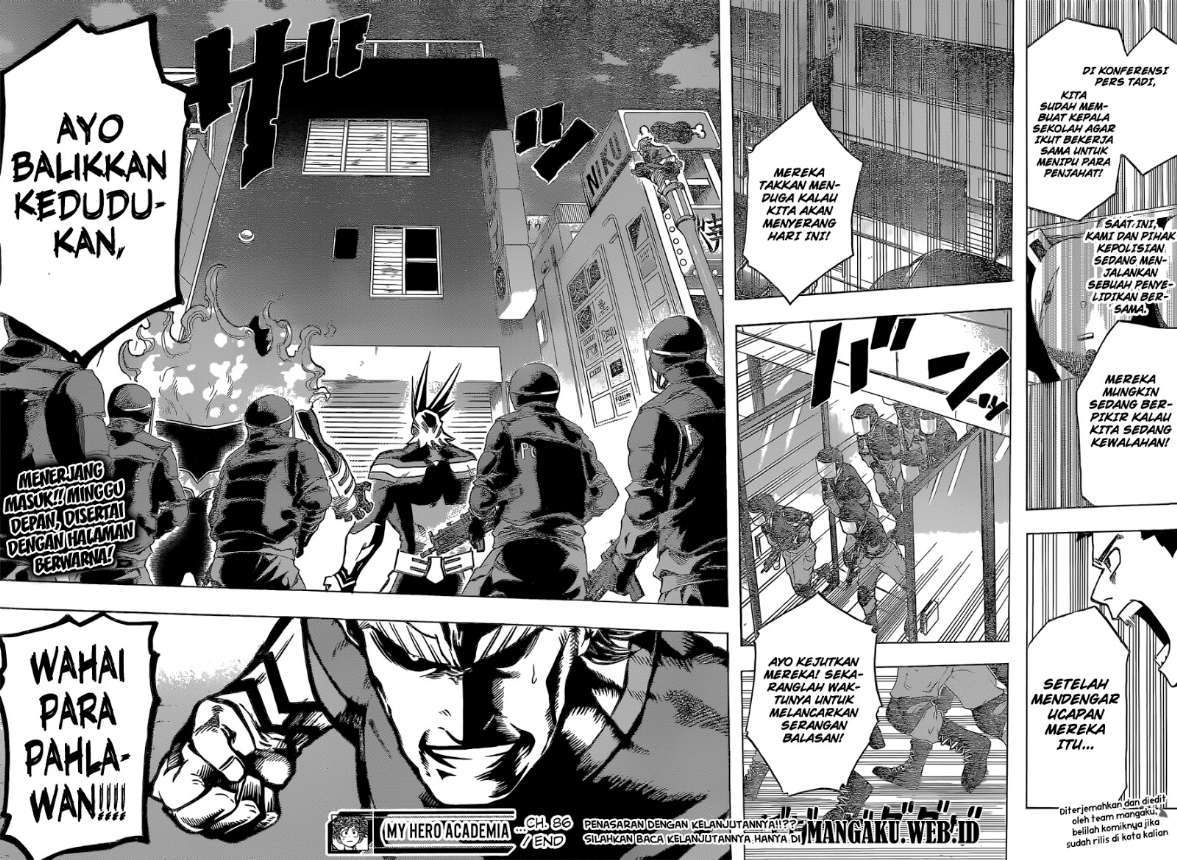 DI KONFERENSI
PERS TADI,
KITA
SUDAH MEM-
BUAT KEPALA
SEKOLAH AGAR
IKUT BEKERJA
SAMA UNTUK
MENIPU PARA
PENJAHAT!
SAAT INI,
KAMI DAN PIHAK
KEPOLISIAN
SEDANG MEN-
JALANKAN
SEBUAH PENYE-
LIDIKAN BER-
SAMA.
MEREKA
MUNGKIN
SEDANG BER-
PIKIR KALAU
KITA SEDANG
KEWALAHAN!
SETELAH
MENDENGAR
UCAPAN
MEREKA
ITU...
Diterjemahkan dan diedit
oleh team mangaku,
belilah komiknya jika
sudah rilis di kota kalian
MEREKA
TAKKAN MEN-
DUGA KALAU
KITA AKAN
MENYERANG
HARI INI!
バッ
AYO KEJUTKAN
MEREKA! SEKA-
RANGLAH WAK-
TUNYA UNTUK
MELANCARKAN
SERANGAN
BALASAN!
ザッ
NIKU
AYO
BALIKKAN
KEDUDU-
KAN,
MENERJANG
MASUK!! MINGGU
DEPAN, DISERTAI
DENGAN HALAMAN
BERWARNA!
WAHAI
PARA
PAHLA-
WAN!!!!
MY HERO ACADEMIA ... CH. 86
/ END
PENASARAN DENGAN KELANJUTANNYA!!??
SILAHKAN BACA KELANJUTANNYA HANYA DI MANGAKU.WEB.ID